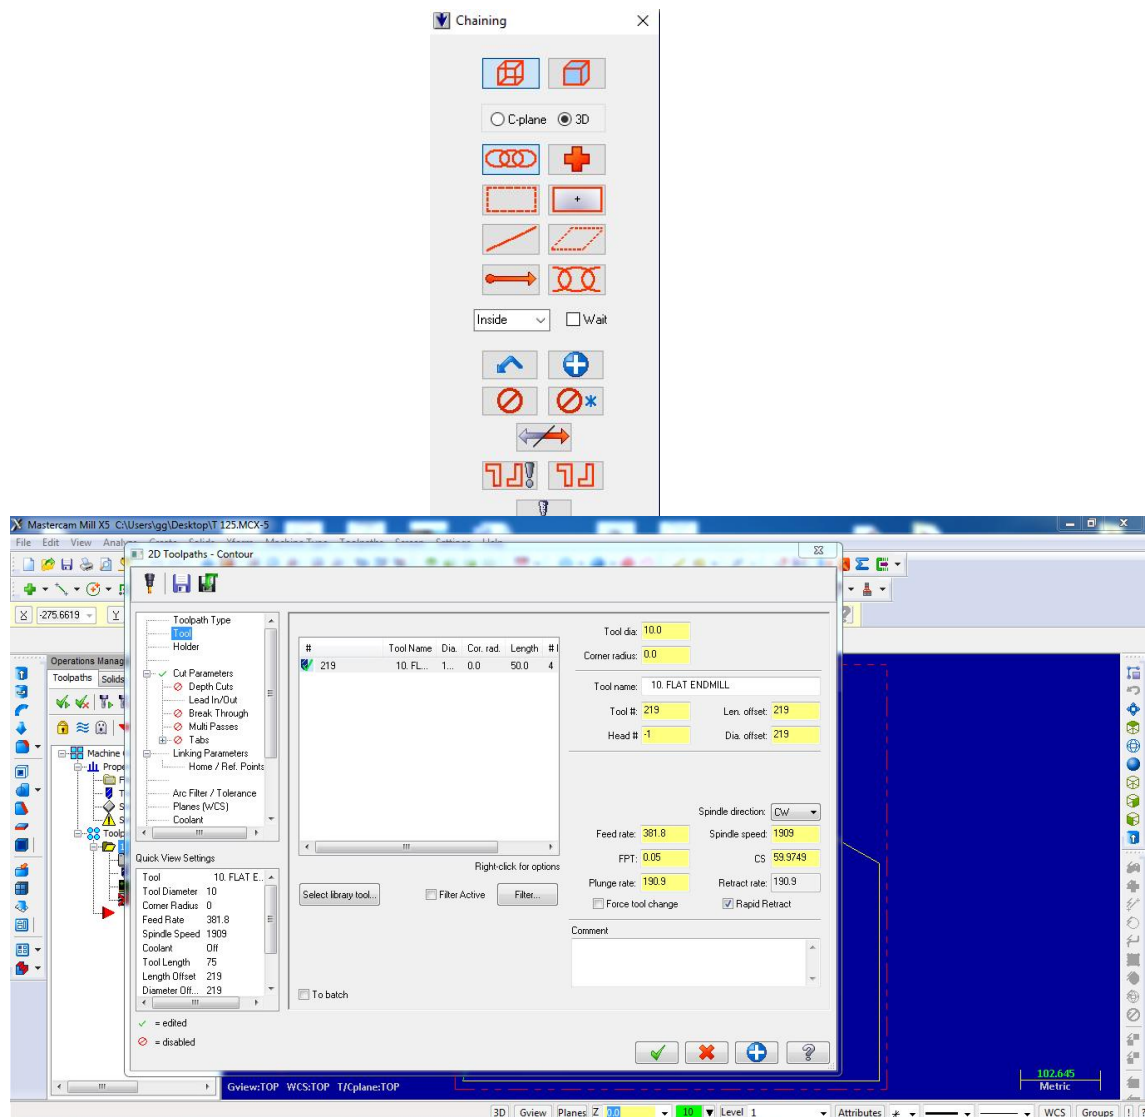 Chaining
C-plane 3D
Inside Wait
Mastercam Mill X5 C:\Users\gg\Desktop\T 125.MCX-5
File Edit View
2D Toolpaths - Contour
X -275.6619 Y
Operations Manag
Toolpaths Solids
Machine
Prope
Toolp
Toolpath Type
Tool
Holder
Cut Parameters
Depth Cuts
Lead In/Out
Break Through
Multi Passes
Tabs
Linking Parameters
Home / Ref. Points
Arc Filter / Tolerance
Planes (WCS)
Coolant
Quick View Settings
Tool 10. FLAT E...
Tool Diameter 10
Corner Radius 0
Feed Rate 381.8
Spindle Speed 1909
Coolant Off
Tool Length 75
Length Offset 219
Diameter Off... 219
= edited
= disabled
# Tool Name Dia. Cor. rad. Length
219 10. FL... 1... 0.0 50.0 4
Right-click for options
Select library tool... Filter Active Filter...
To batch
Tool dia: 10.0
Corner radius: 0.0
Tool name: 10. FLAT ENDMILL
Tool #: 219 Len. offset: 219
Head # -1 Dia. offset: 219
Spindle direction: CW
Feed rate: 381.8 Spindle speed: 1909
FPT: 0.05 CS 59.9749
Plunge rate: 190.9 Retract rate: 190.9
Force tool change Rapid Retract
Comment
Gview:TOP WCS:TOP T/Cplane:TOP
102.645
Metric
3D Gview Planes Z 0.0 10 Level 1 Attributes WCS Groups